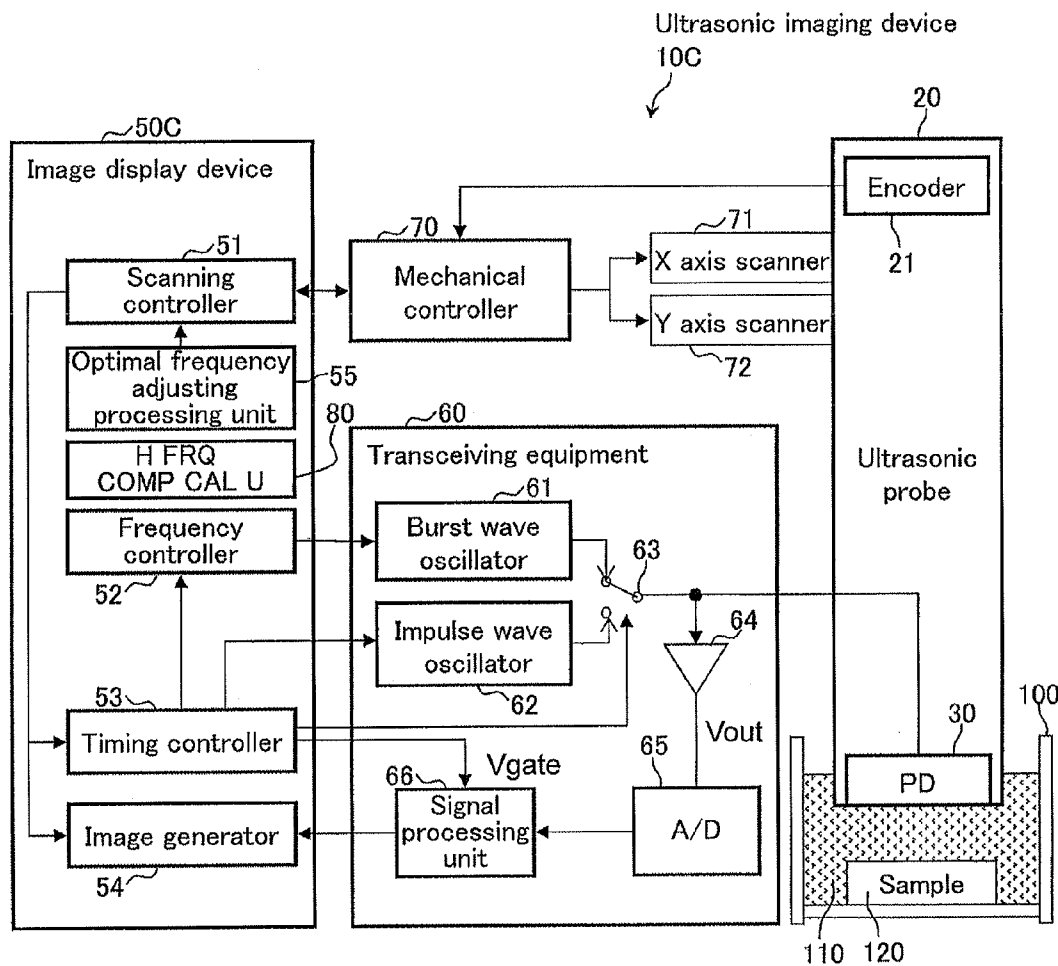 Ultrasonic imaging device
10C
50C
Image display device
20
Encoder
21
70
Mechanical
controller
71
X axis scanner
Y axis scanner
72
51
Scanning
controller
Optimal frequency
adjusting
processing unit
55
80
H FRQ
COMP CAL U
Frequency
controller
52
60
Transceiving equipment
61
Burst wave
oscillator
63
Impulse wave
oscillator
62
64
Ultrasonic
probe
53
Timing controller
Vgate
Vout
66
Signal
processing
unit
65
A/D
Image generator
54
30
PD
100
Sample
110
120